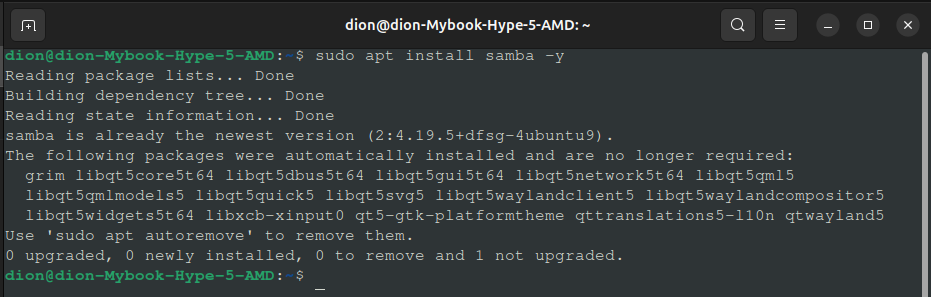 dion@dion-Mybook-Hype-5-AMD: ~
dion@dion-Mybook-Hype-5-AMD:~$ sudo apt install samba -y
Reading package lists... Done
Building dependency tree... Done
Reading state information... Done
samba is already the newest version (2:4.19.5+dfsg-4ubuntu9).
The following packages were automatically installed and are no longer required:
  grim libqt5core5t64 libqt5dbus5t64 libqt5gui5t64 libqt5network5t64 libqt5qml5
  libqt5qmlmodels5 libqt5quick5 libqt5svg5 libqt5waylandclient5 libqt5waylandcompositor5
  libqt5widgets5t64 libxcb-xinput0 qt5-gtk-platformtheme qttranslations5-l10n qtwayland5
Use 'sudo apt autoremove' to remove them.
0 upgraded, 0 newly installed, 0 to remove and 1 not upgraded.
dion@dion-Mybook-Hype-5-AMD:~$